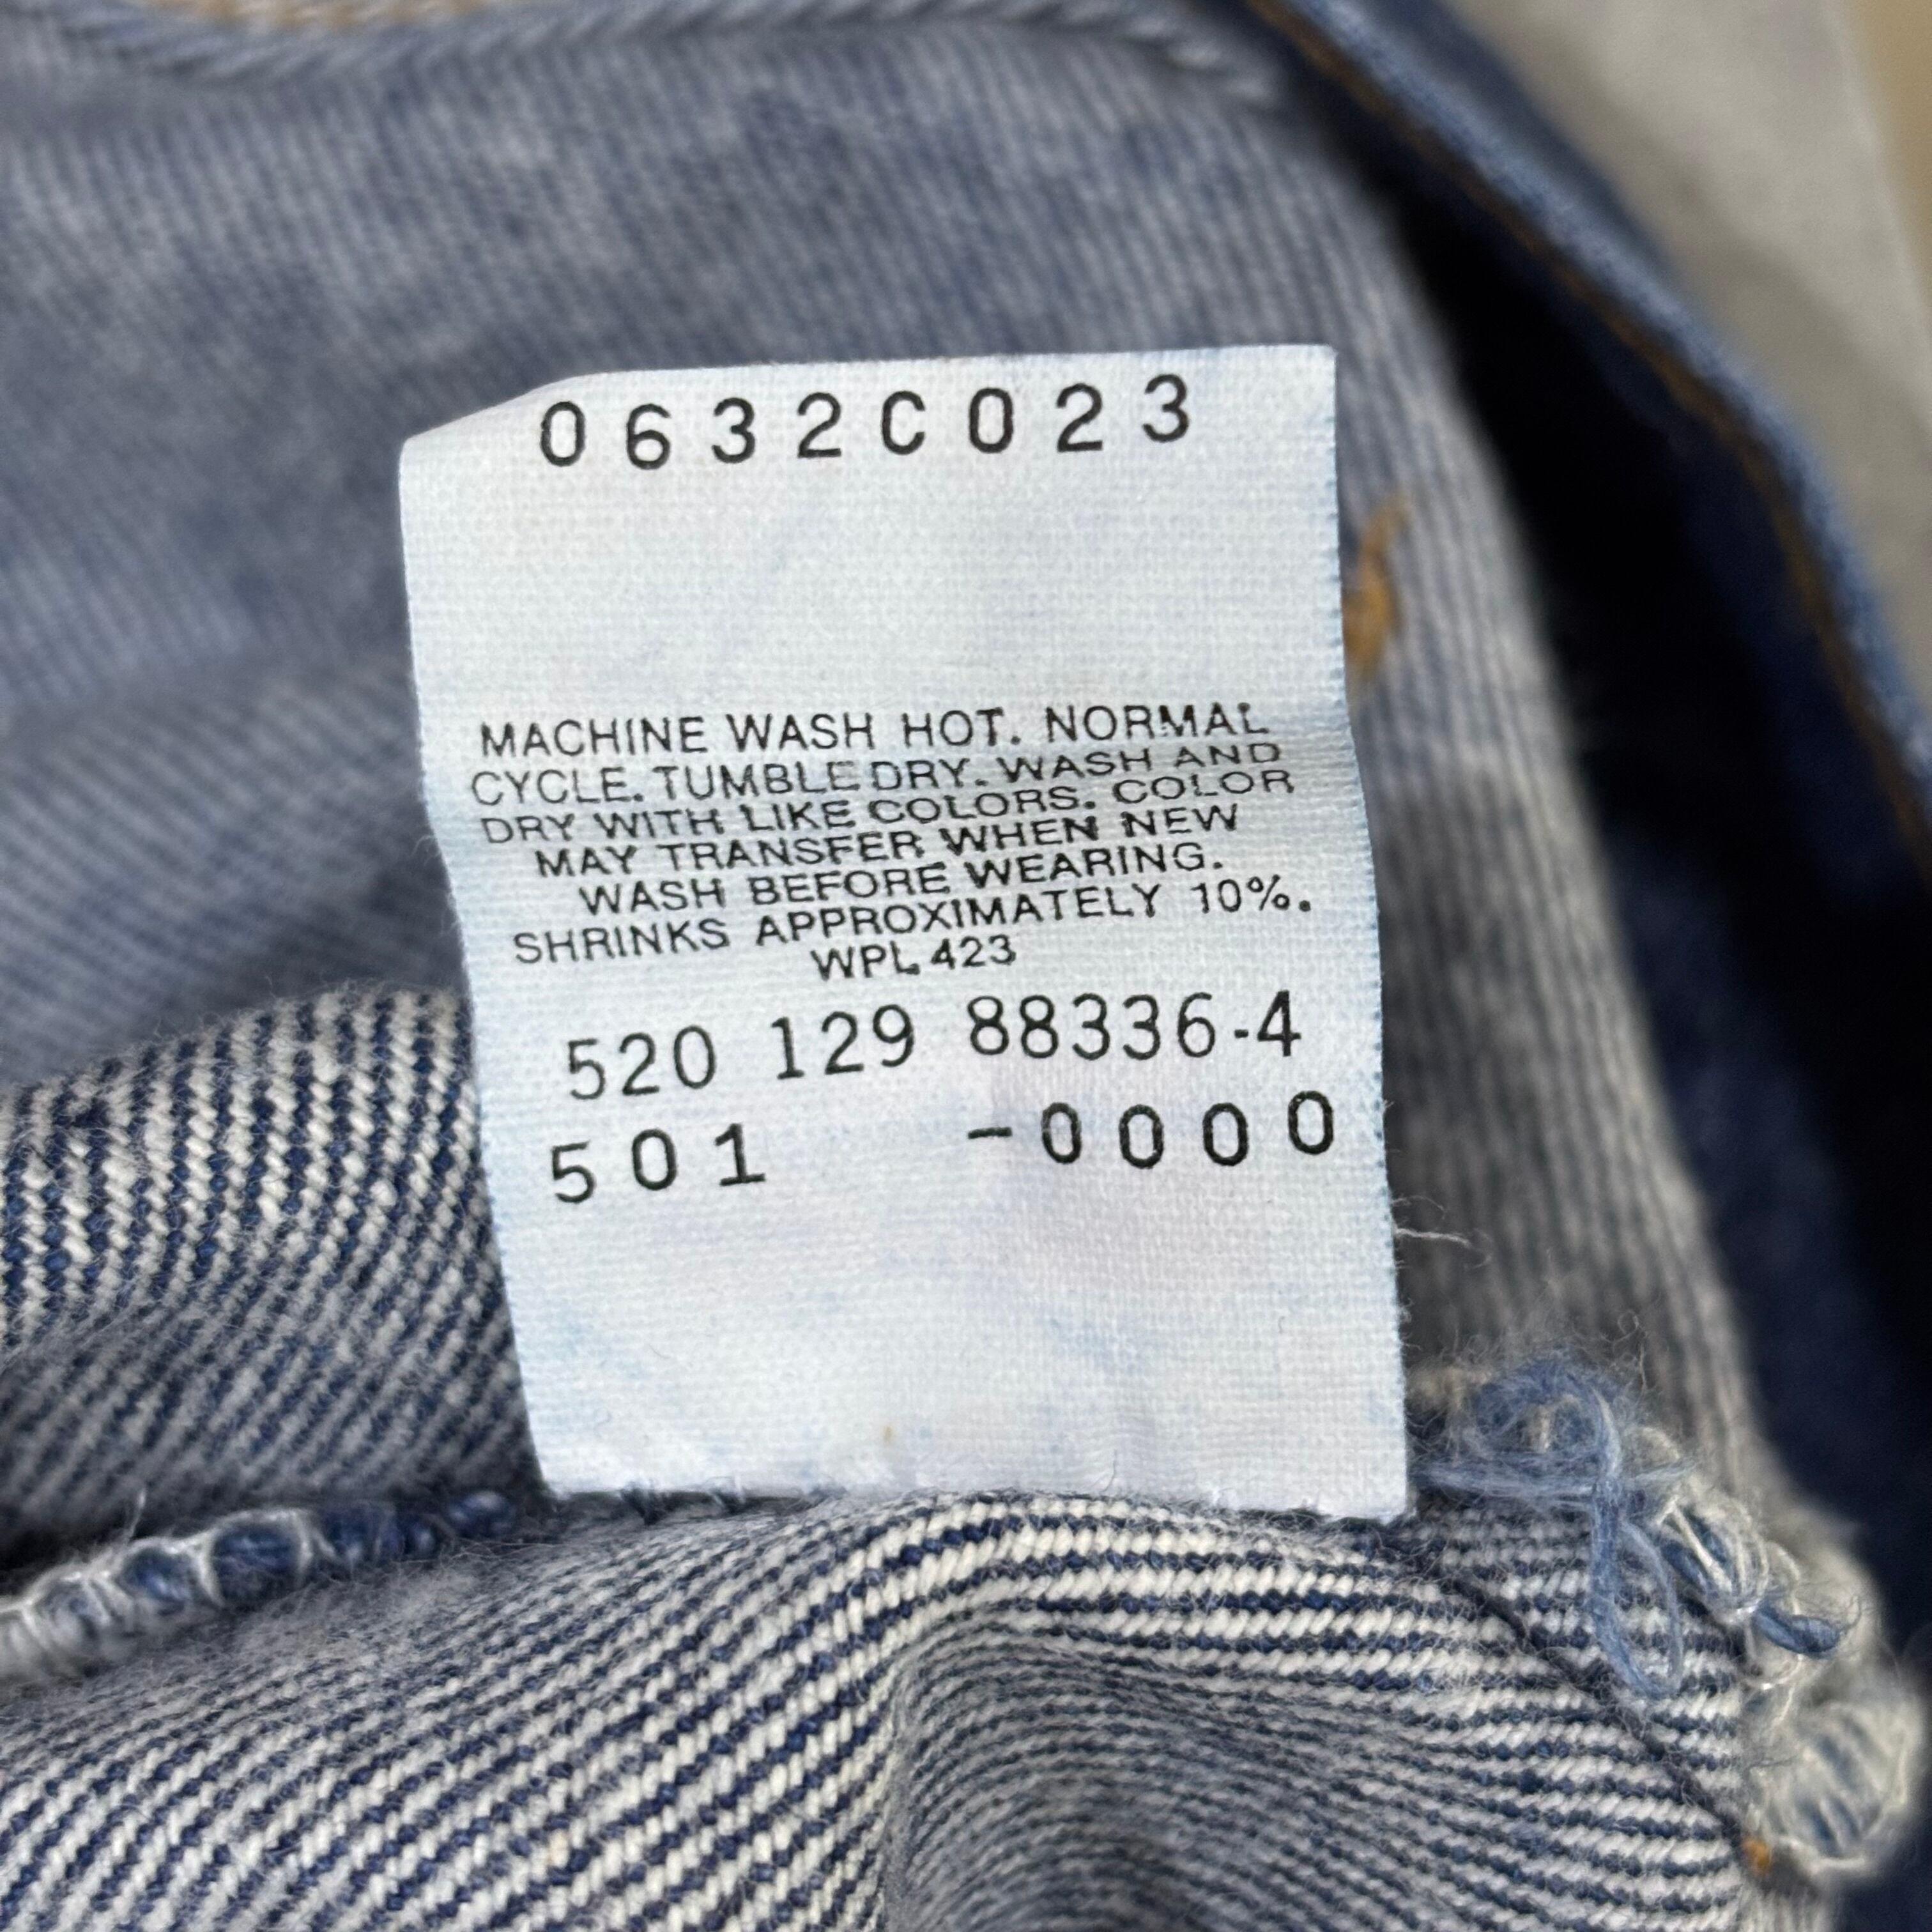 0632C023
MACHINE WASH HOT. NORMAL
CYCLE. TUMBLE DRY. WASH AND
DRY WITH LIKE COLORS. COLOR
MAY TRANSFER WHEN NEW
WASH BEFORE WEARING.
SHRINKS APPROXIMATELY 10%.
WPL 423
520 129 88336-4
501 -0000